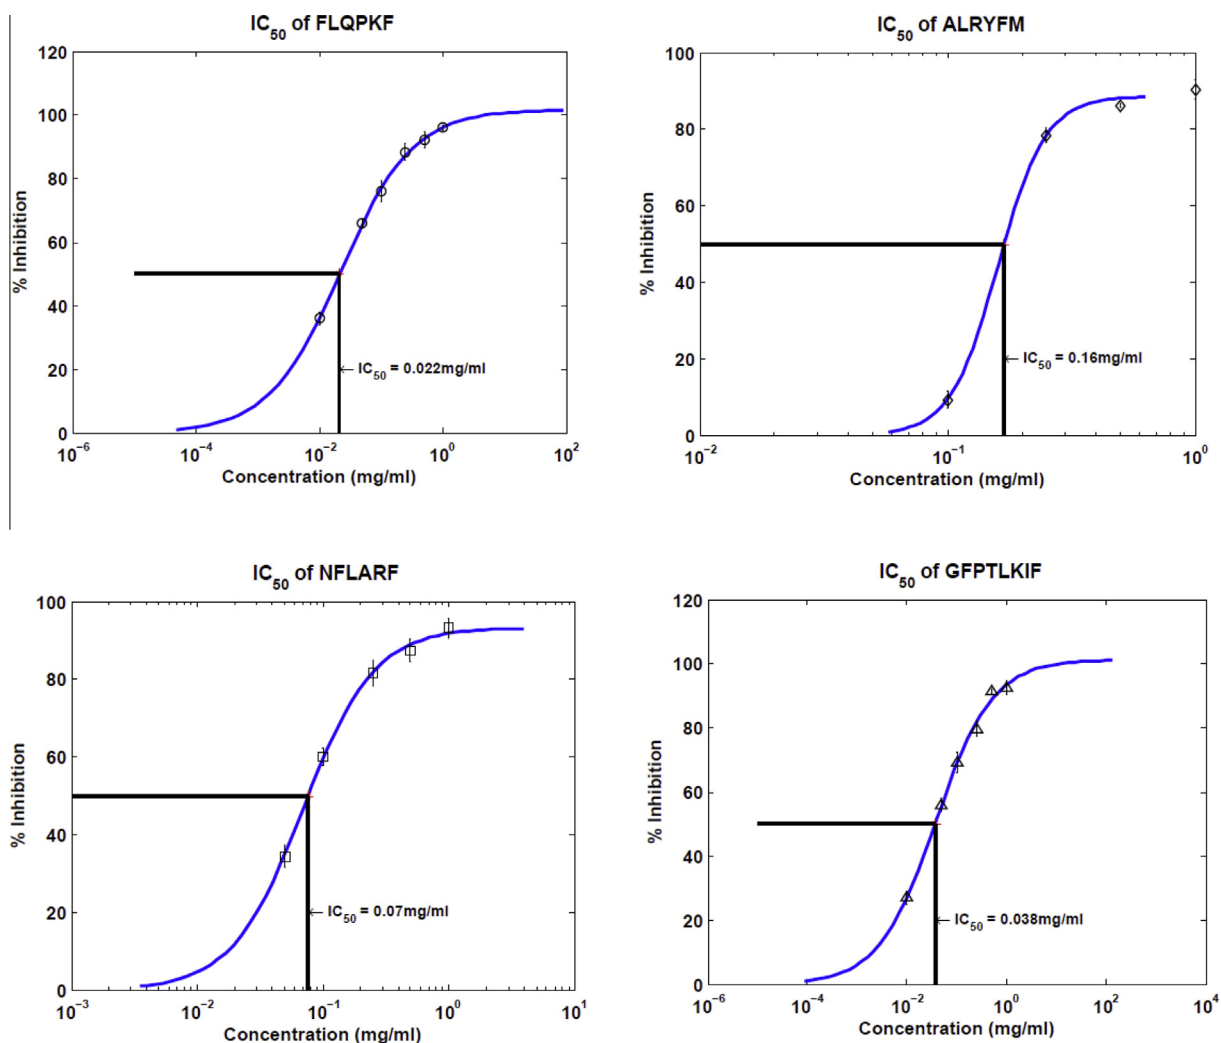 IC50 of FLQPKF
120
100
80
60
40
20
0
% Inhibition
IC50 = 0.022mg/ml
10−6
10−4
10−2
100
102
Concentration (mg/ml)
IC50 of ALRYFM
100
80
60
40
20
0
% Inhibition
IC50 = 0.16mg/ml
10−2
10−1
100
Concentration (mg/ml)
IC50 of NFLARF
100
80
60
40
20
0
% Inhibition
IC50 = 0.07mg/ml
10−3
10−2
10−1
100
101
Concentration (mg/ml)
IC50 of GFPTLKIF
120
100
80
60
40
20
0
% Inhibition
IC50 = 0.038mg/ml
10−6
10−4
10−2
100
102
104
Concentration (mg/ml)